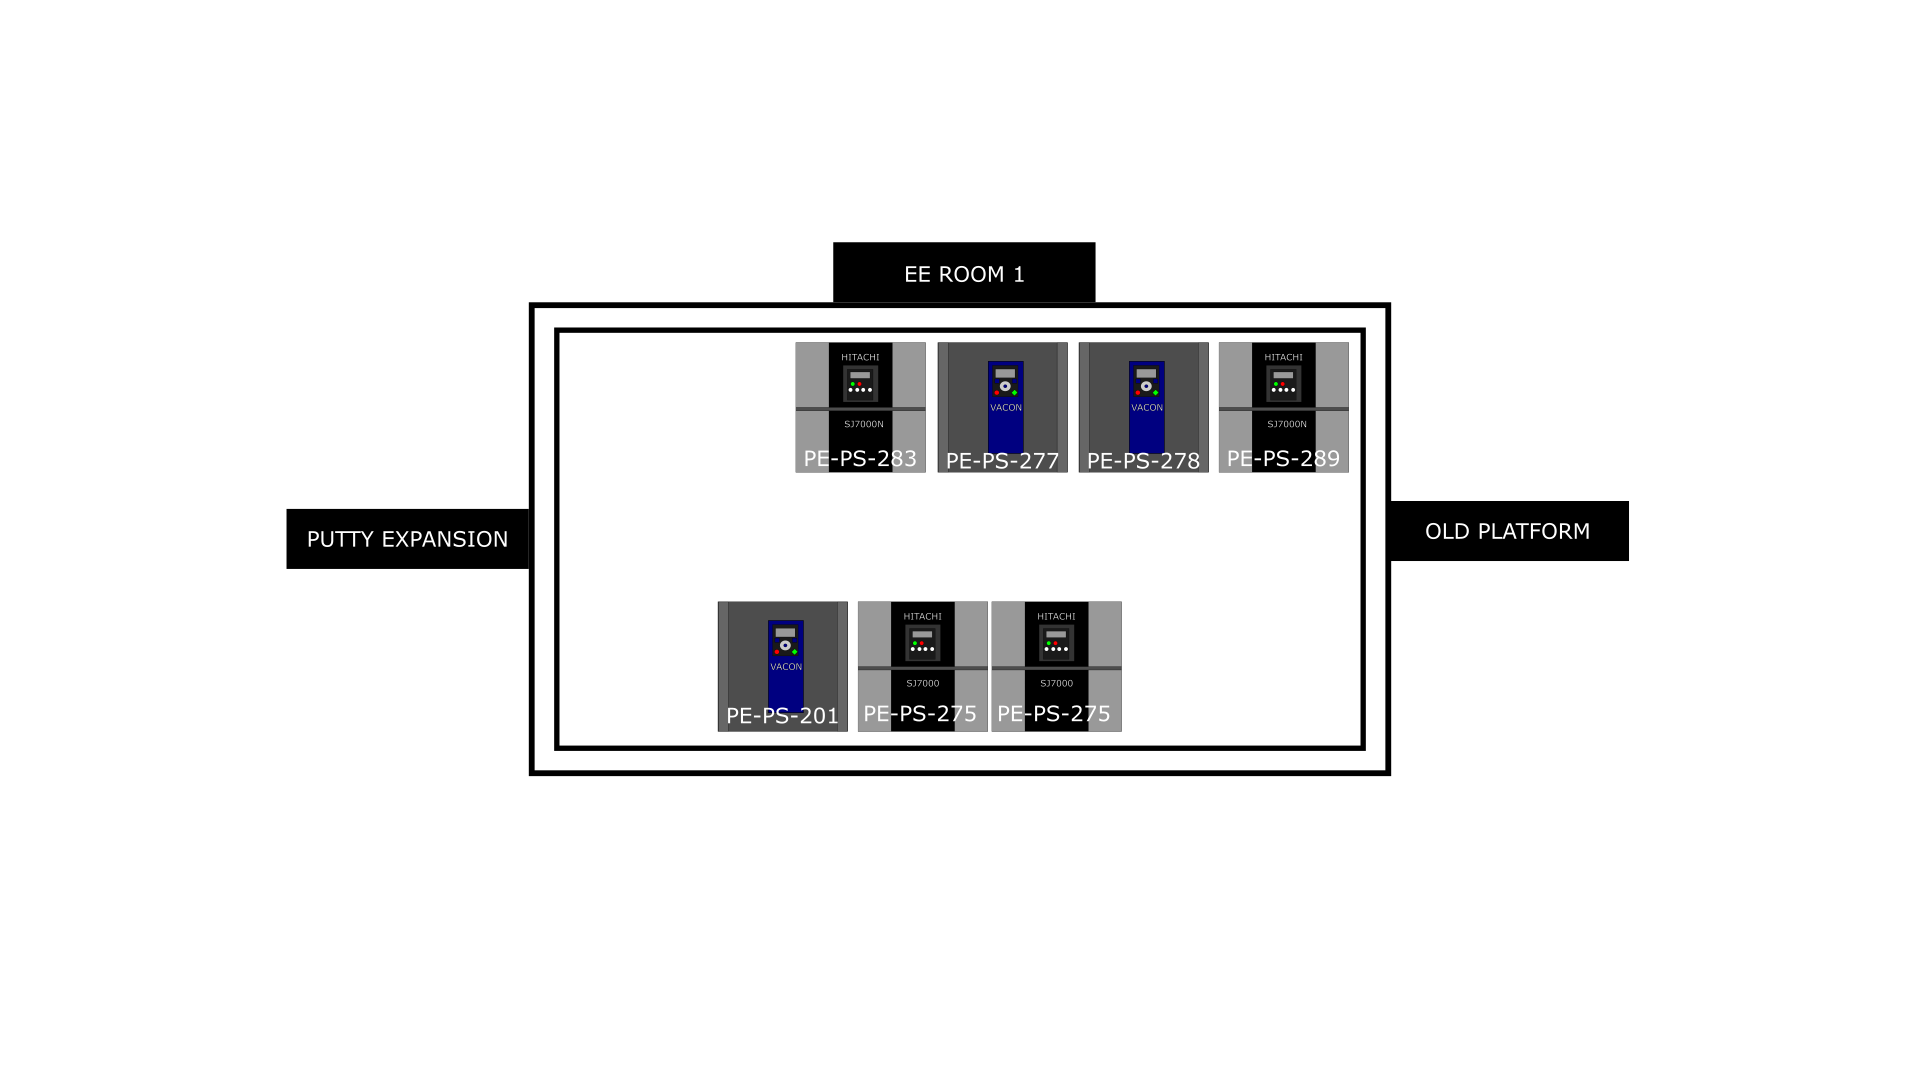 EE ROOM 1
HITACHI
SJ7000N
PE-PS-283
VACON
PE-PS-277
VACON
PE-PS-278
HITACHI
SJ7000N
PE-PS-289
PUTTY EXPANSION
OLD PLATFORM
VACON
PE-PS-201
HITACHI
SJ7000
PE-PS-275
HITACHI
SJ7000
PE-PS-275